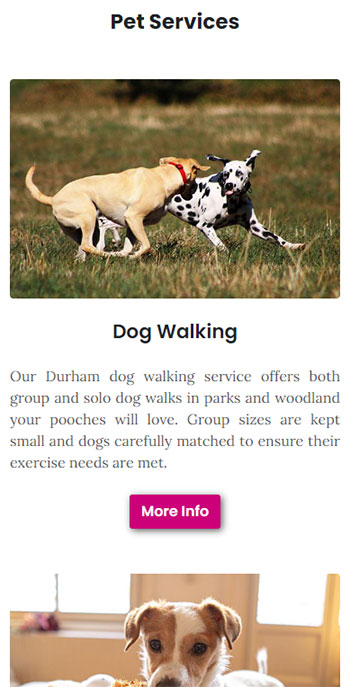 Pet Services
Dog Walking
Our Durham dog walking service offers both
group and solo dog walks in parks and woodland
your pooches will love. Group sizes are kept
small and dogs carefully matched to ensure their
exercise needs are met.
More Info